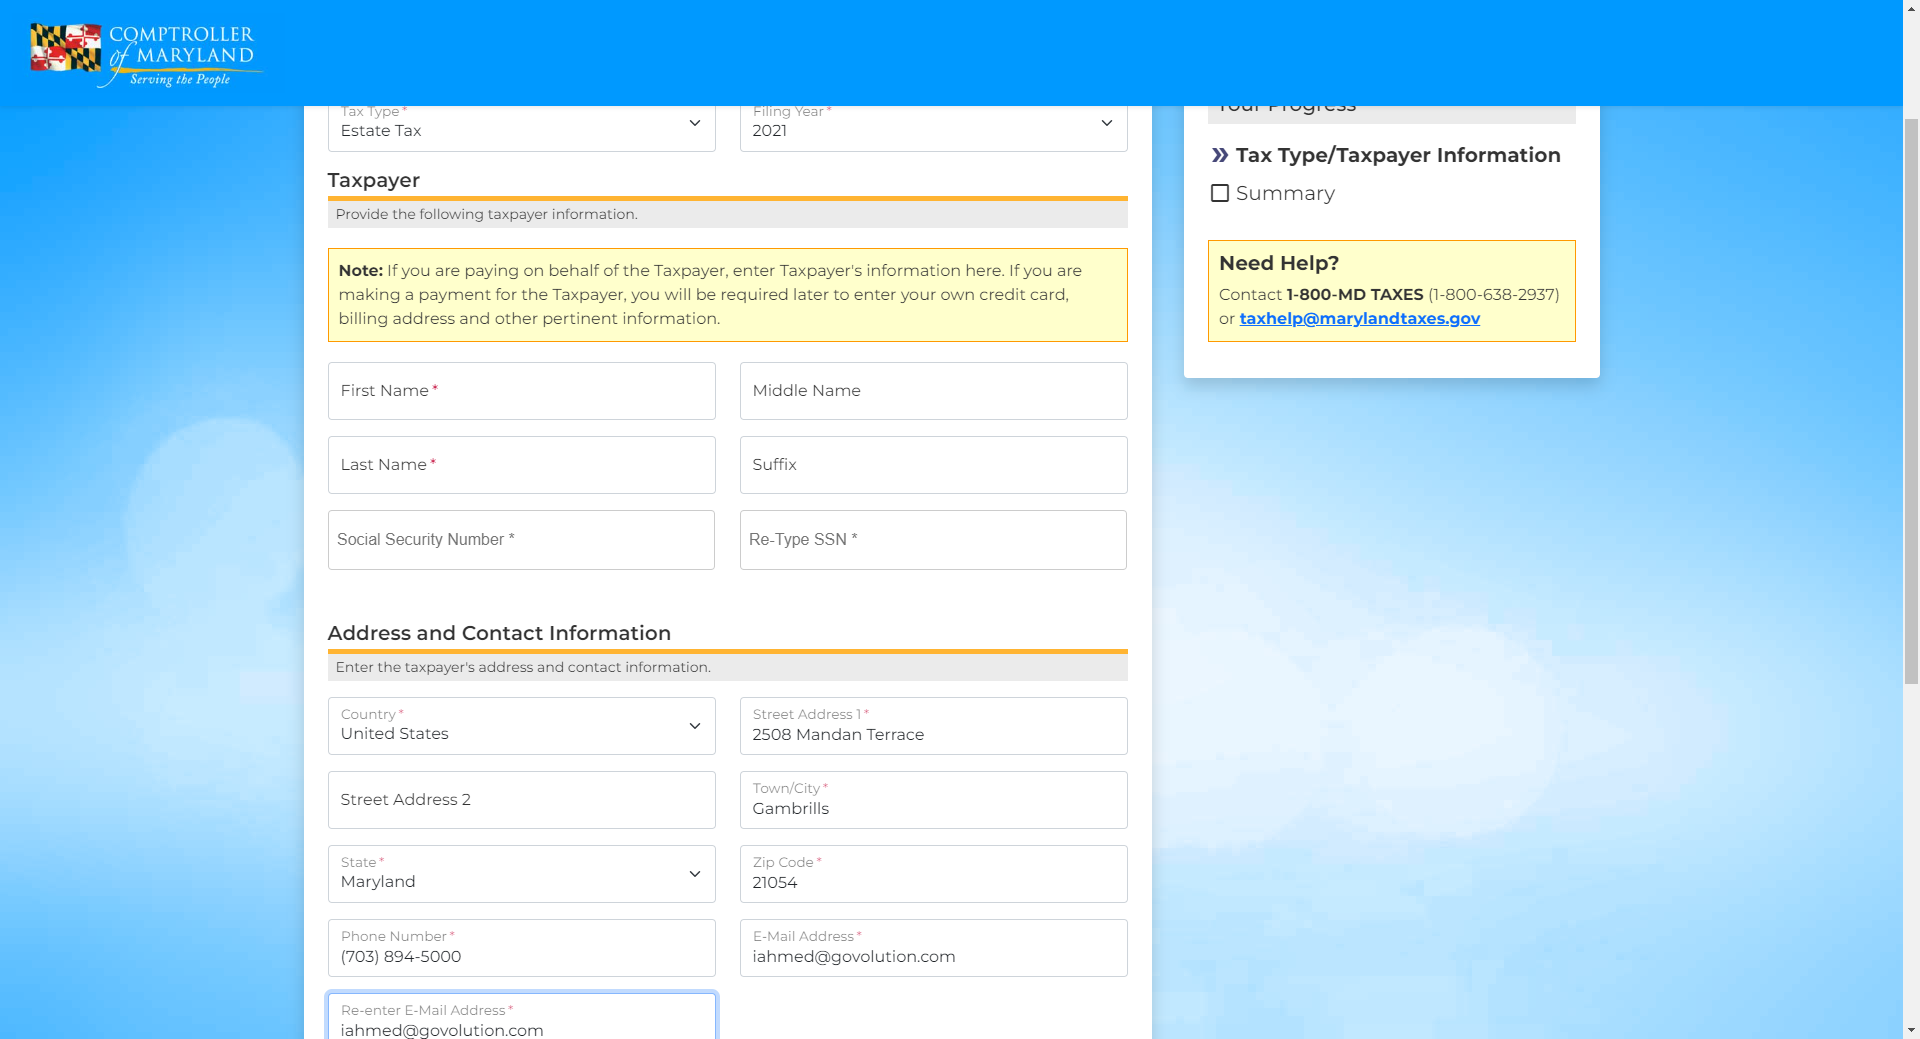 COMPTROLLER
of MARYLAND
Serving the People
Tax Type *
Estate Tax
Filing Year *
2021
Your Progress
Tax Type/Taxpayer Information
Summary
Need Help?
Contact 1-800-MD TAXES (1-800-638-2937)
or taxhelp@marylandtaxes.gov
Taxpayer
Provide the following taxpayer information.
Note: If you are paying on behalf of the Taxpayer, enter Taxpayer's information here. If you are
making a payment for the Taxpayer, you will be required later to enter your own credit card,
billing address and other pertinent information.
First Name *
Middle Name
Last Name *
Suffix
Social Security Number *
Re-Type SSN *
Address and Contact Information
Enter the taxpayer's address and contact information.
Country *
United States
Street Address 1 *
2508 Mandan Terrace
Street Address 2
Town/City *
Gambrills
State *
Maryland
Zip Code *
21054
Phone Number *
(703) 894-5000
E-Mail Address *
iahmed@govolution.com
Re-enter E-Mail Address *
iahmed@govolution.com